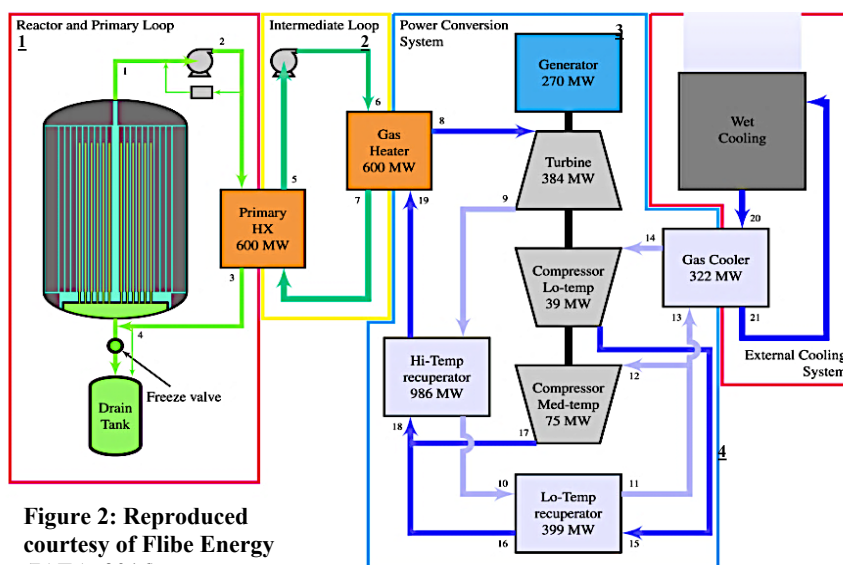 Reactor and Primary Loop
1
Intermediate Loop
2
Power Conversion
System
3
1
2
Generator
270 MW
6
Gas
Heater
600 MW
8
Turbine
384 MW
Wet
Cooling
5
7
19
9
20
Primary
HX
600 MW
3
Compressor
Lo-temp
39 MW
14
Gas Cooler
322 MW
13
21
External Cooling
System
4
Freeze valve
Drain
Tank
Hi-Temp
recuperator
986 MW
12
Compressor
Med-temp
75 MW
18
17
4
10
11
Lo-Temp
recuperator
399 MW
16
15
Figure 2: Reproduced
courtesy of Flibe Energy